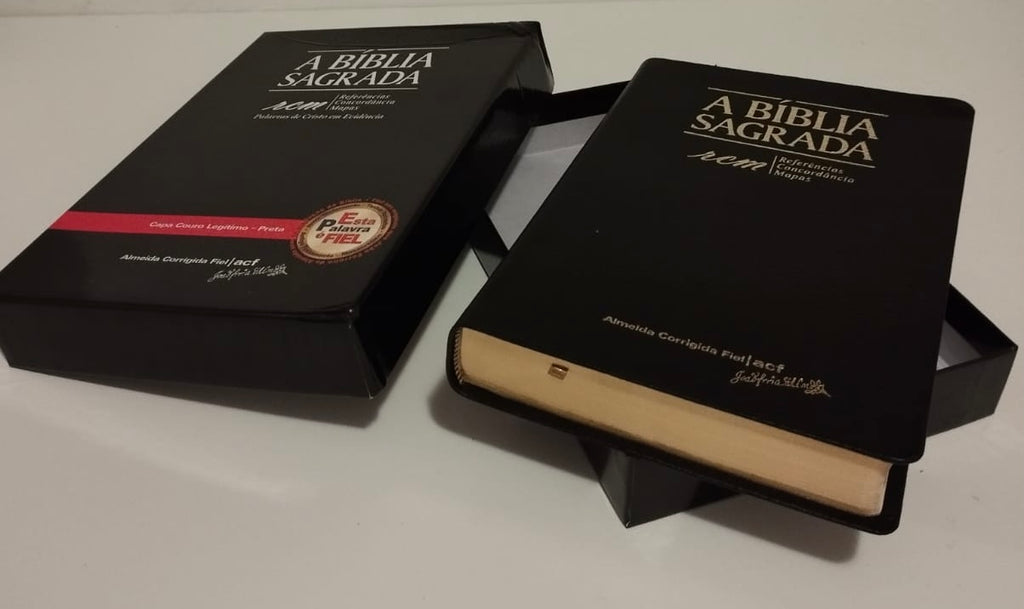 A BÍBLIA
SAGRADA
rcm
Referências
Concordância
Mapas
Palavras de Cristo em Evidência
Capa Couro Legítimo - Preta
Esta
Palavra
é FIEL
Almeida Corrigida Fiel | acf
A BÍBLIA
SAGRADA
rcm
Referências
Concordância
Mapas
Almeida Corrigida Fiel | acf